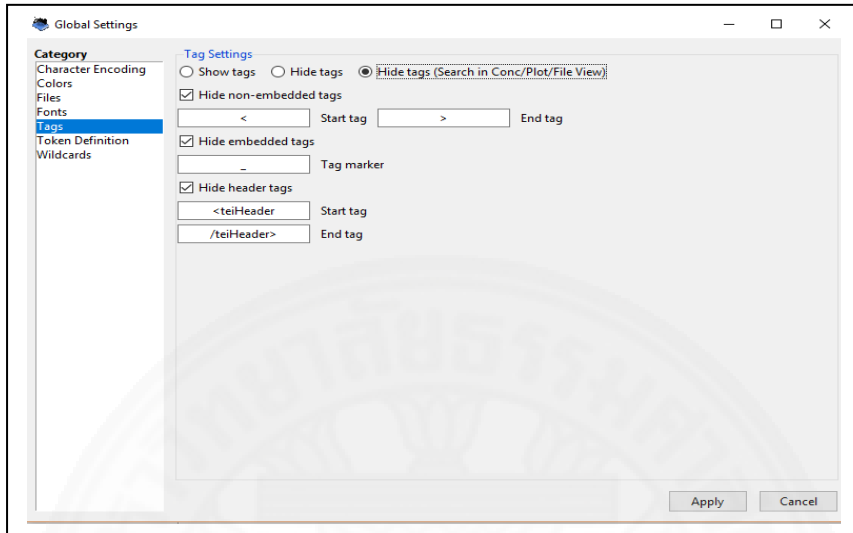 Global Settings
Category
Character Encoding
Colors
Files
Fonts
Tags
Token Definition
Wildcards
Tag Settings
Show tags Hide tags Hide tags (Search in Conc/Plot/File View)
Hide non-embedded tags
< Start tag > End tag
Hide embedded tags
_ Tag marker
Hide header tags
<teiHeader Start tag
/teiHeader> End tag
Apply Cancel